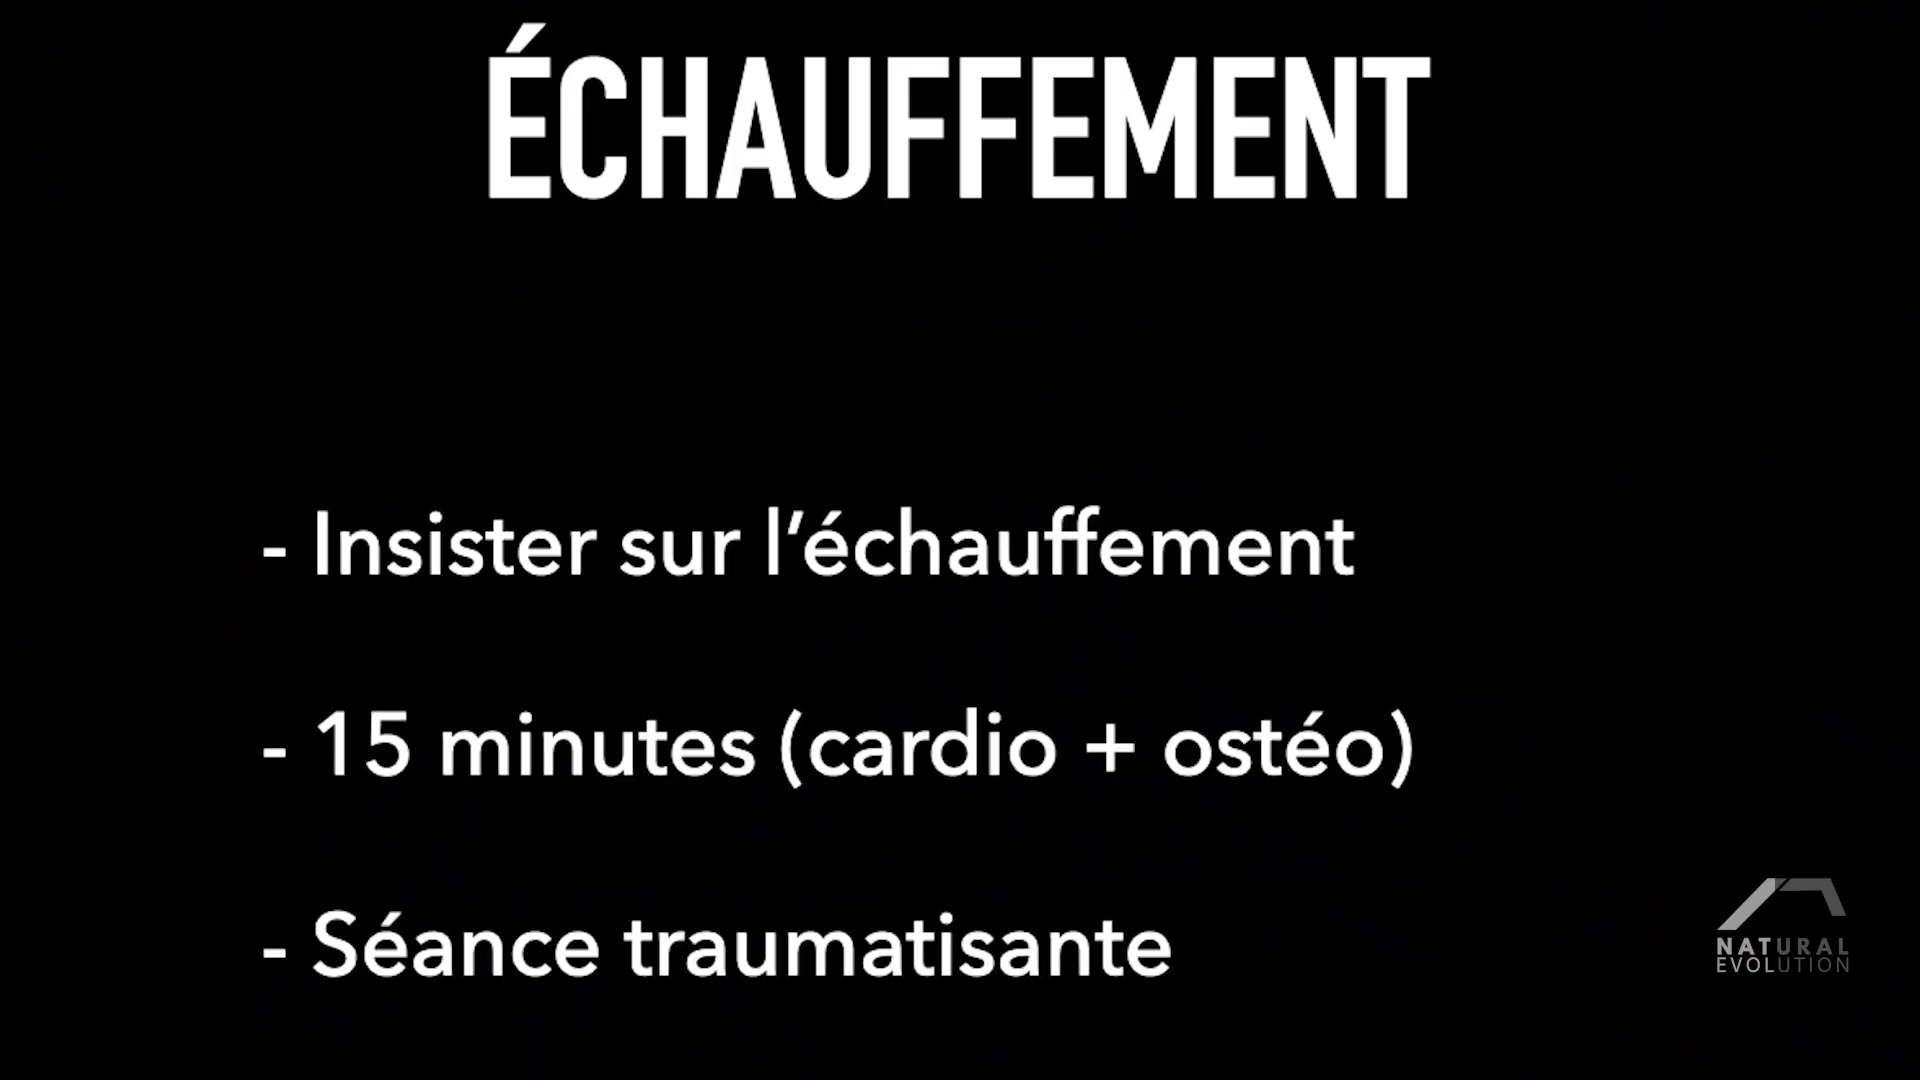 ÉCHAUFFEMENT
- Insister sur l’échauffement
- 15 minutes (cardio + ostéo)
- Séance traumatisante
NATURAL
EVOLUTION